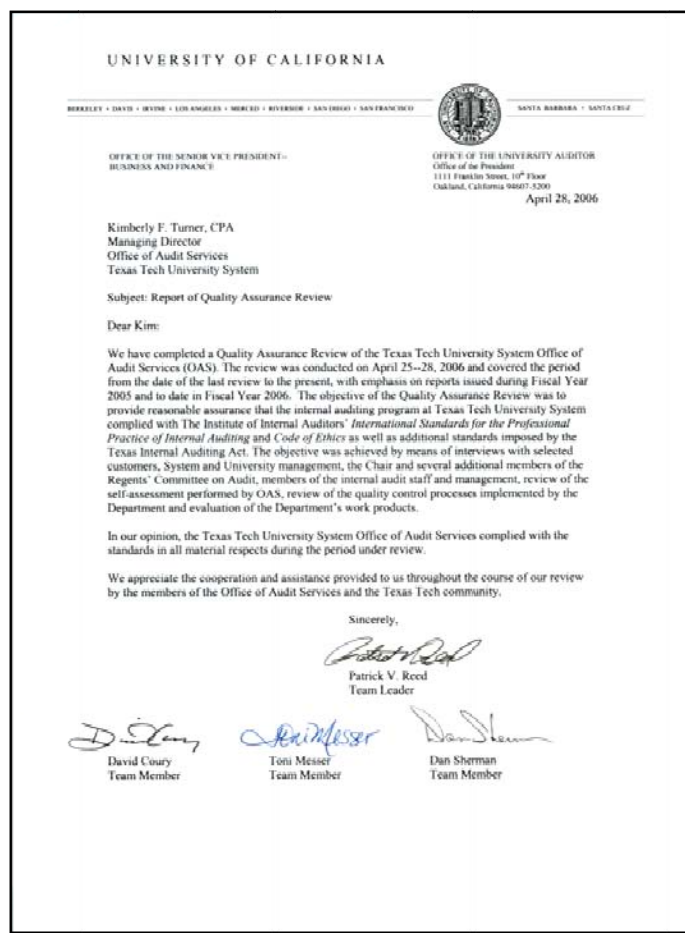 UNIVERSITY OF CALIFORNIA
BERKELEY • DAVIS • IRVINE • LOS ANGELES • MERCED • RIVERSIDE • SAN DIEGO • SAN FRANCISCO
SANTA BARBARA • SANTA CRUZ
OFFICE OF THE SENIOR VICE PRESIDENT--
BUSINESS AND FINANCE
OFFICE OF THE UNIVERSITY AUDITOR
Office of the President
1111 Franklin Street, 10th Floor
Oakland, California 94607-5200
April 28, 2006
Kimberly F. Turner, CPA
Managing Director
Office of Audit Services
Texas Tech University System
Subject: Report of Quality Assurance Review
Dear Kim:
We have completed a Quality Assurance Review of the Texas Tech University System Office of
Audit Services (OAS). The review was conducted on April 25--28, 2006 and covered the period
from the date of the last review to the present, with emphasis on reports issued during Fiscal Year
2005 and to date in Fiscal Year 2006. The objective of the Quality Assurance Review was to
provide reasonable assurance that the internal auditing program at Texas Tech University System
complied with The Institute of Internal Auditors' International Standards for the Professional
Practice of Internal Auditing and Code of Ethics as well as additional standards imposed by the
Texas Internal Auditing Act. The objective was achieved by means of interviews with selected
customers, System and University management, the Chair and several additional members of the
Regents' Committee on Audit, members of the internal audit staff and management, review of the
self-assessment performed by OAS, review of the quality control processes implemented by the
Department and evaluation of the Department's work products.
In our opinion, the Texas Tech University System Office of Audit Services complied with the
standards in all material respects during the period under review.
We appreciate the cooperation and assistance provided to us throughout the course of our review
by the members of the Office of Audit Services and the Texas Tech community.
Sincerely,
Patrick V. Reed
Team Leader
Toni Messer
Dan Sherman
David Coury
Team Member
Toni Messer
Team Member
Dan Sherman
Team Member